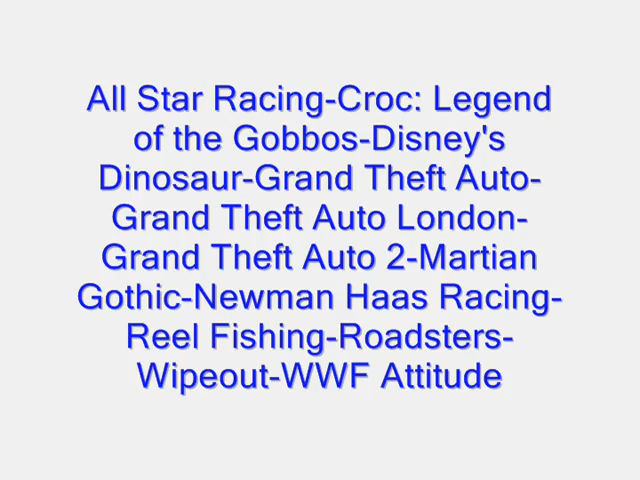 All Star Racing-Croc: Legend
of the Gobbos-Disney's
Dinosaur-Grand Theft Auto-
Grand Theft Auto London-
Grand Theft Auto 2-Martian
Gothic-Newman Haas Racing-
Reel Fishing-Roadsters-
Wipeout-WWF Attitude